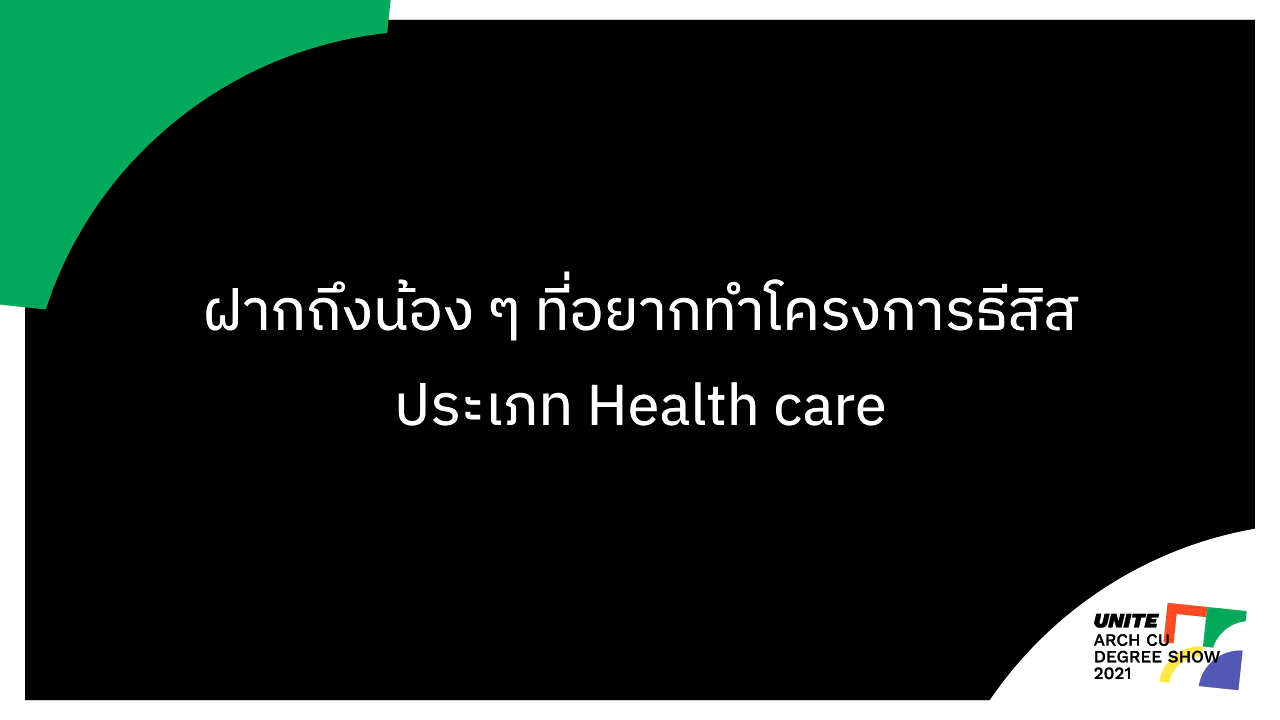 ฝากถึงน้อง ๆ ที่อยากทำโครงการธีสิส
ประเภท Health care
UNITE
ARCH CU
DEGREE SHOW
2021